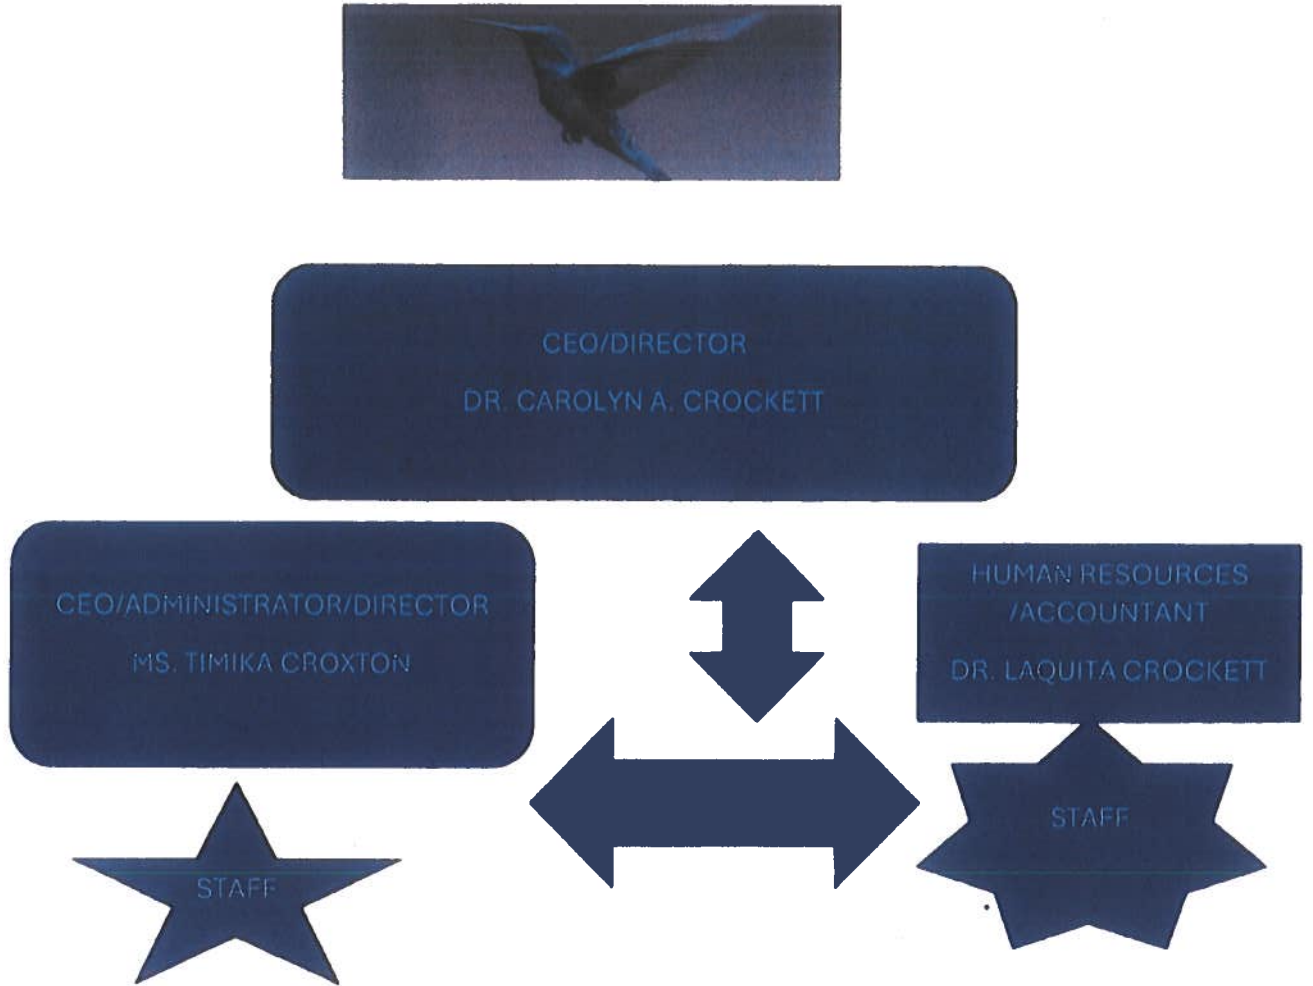 CEO/DIRECTOR
DR. CAROLYN A. CROCKETT
CEO/ADMINISTRATOR/DIRECTOR
MS. TIMIKA CROXTON
HUMAN RESOURCES
/ACCOUNTANT
DR. LAQUITA CROCKETT
STAFF
STAFF